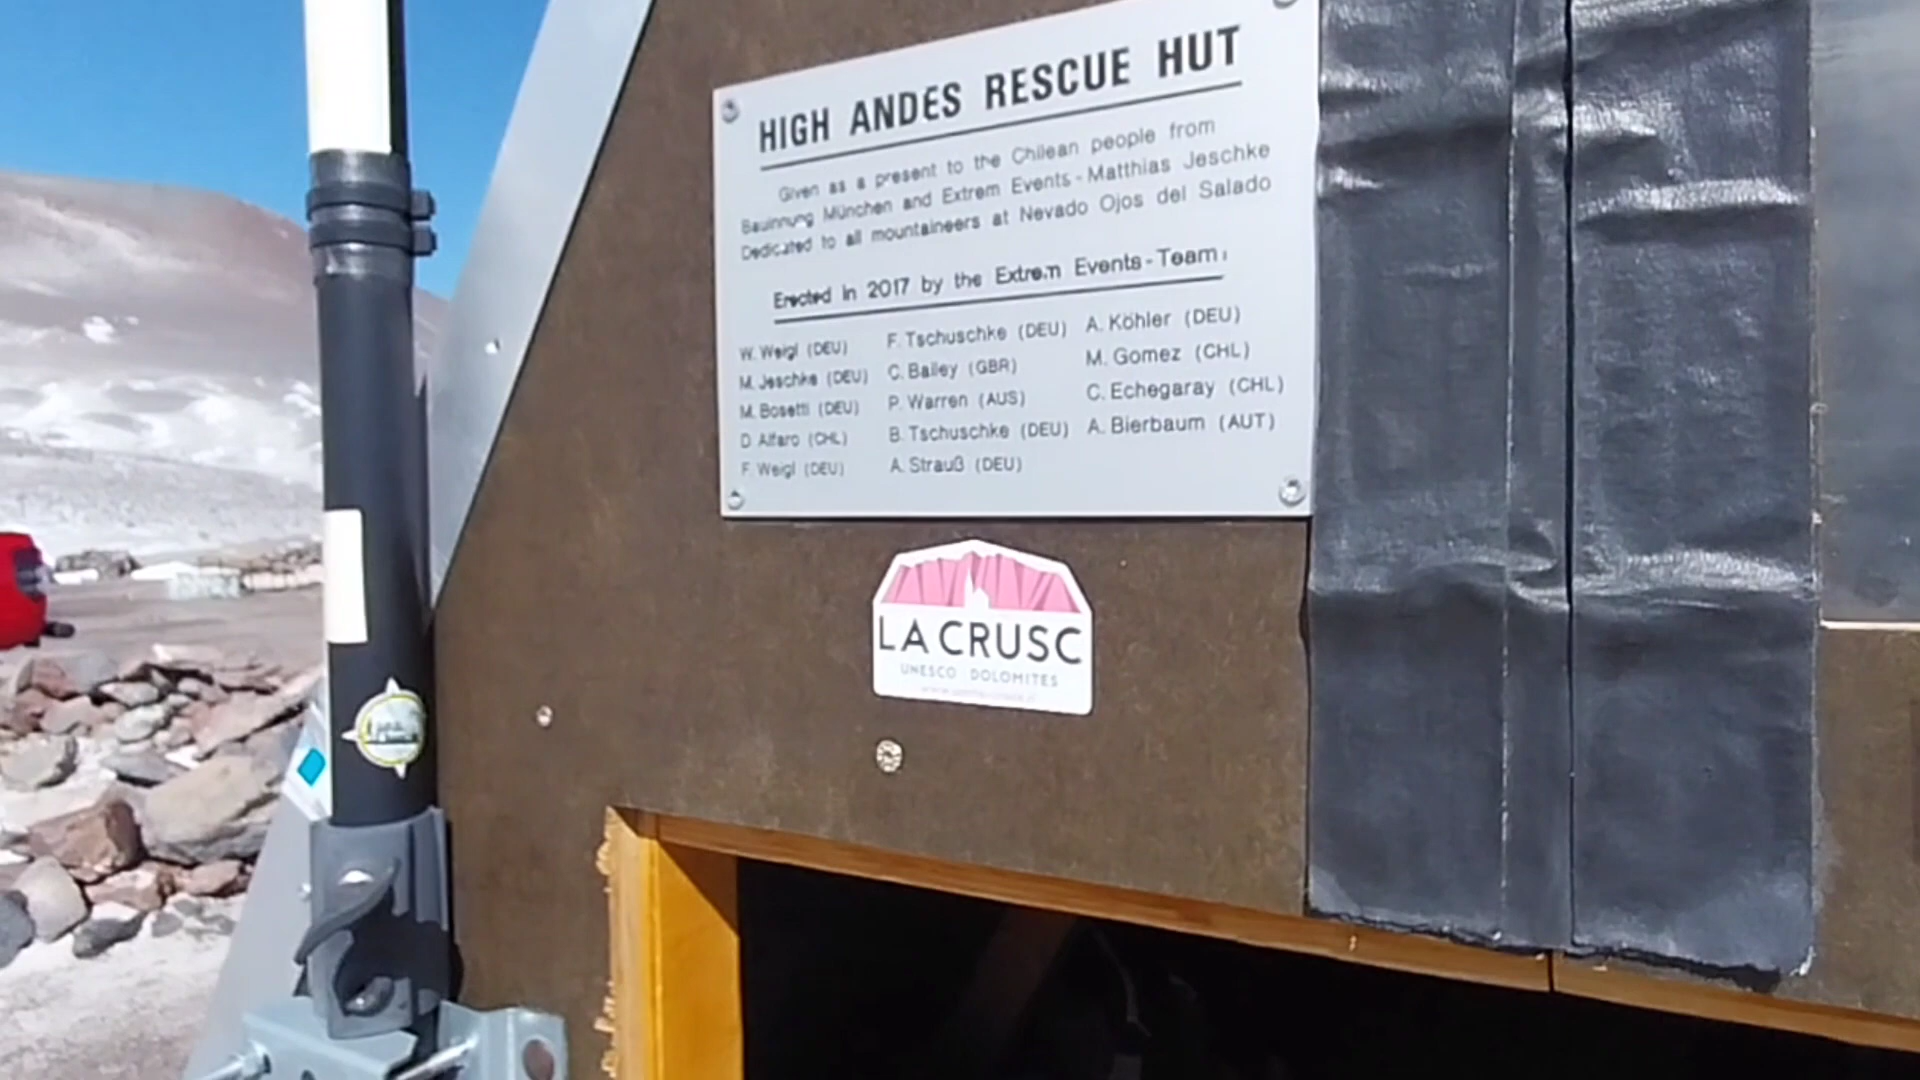 HIGH ANDES RESCUE HUT
Given as a present to the Chilean people from
Bauinnung München and Extrem Events - Matthias Jeschke
Dedicated to all mountaineers at Nevado Ojos del Salado
Erected in 2017 by the Extrem Events - Team:
W. Weigl (DEU) F. Tschuschke (DEU) A. Köhler (DEU)
M. Jeschke (DEU) C. Bailey (GBR) M. Gomez (CHL)
M. Bosetti (DEU) P. Warren (AUS) C. Echegaray (CHL)
D. Alfaro (CHL) B. Tschuschke (DEU) A. Bierbaum (AUT)
F. Weigl (DEU) A. Strauß (DEU)
LA CRUSC
UNESCO DOLOMITES